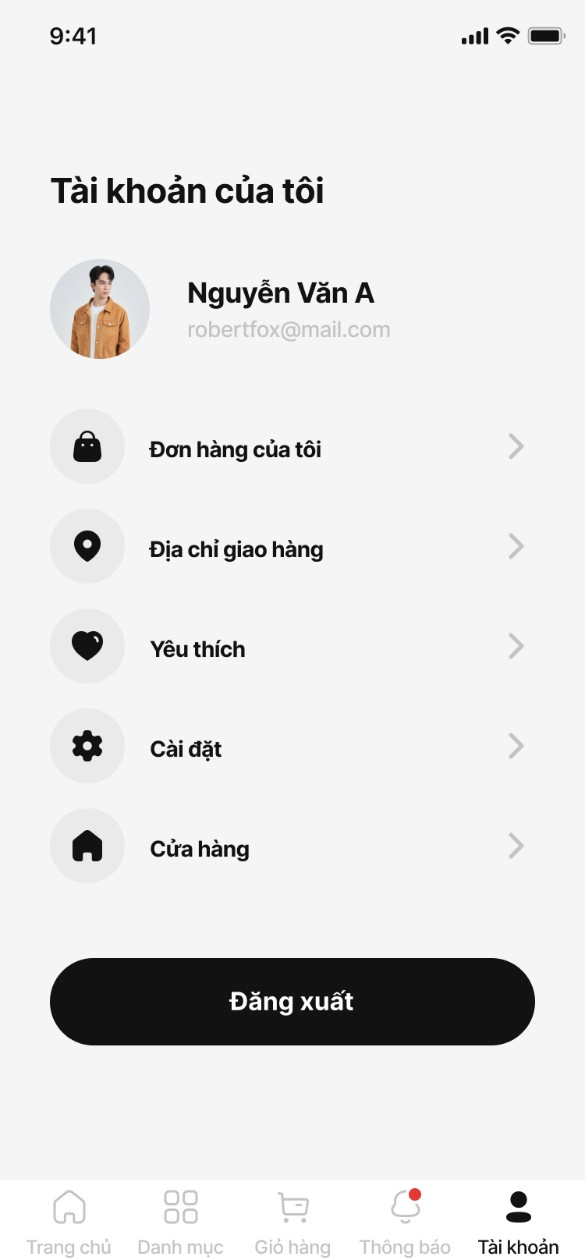 9:41
Tài khoản của tôi
Nguyễn Văn A
robertfox@mail.com
Đơn hàng của tôi
Địa chỉ giao hàng
Yêu thích
Cài đặt
Cửa hàng
Đăng xuất
Trang chủ Danh mục Giỏ hàng Thông báo Tài khoản